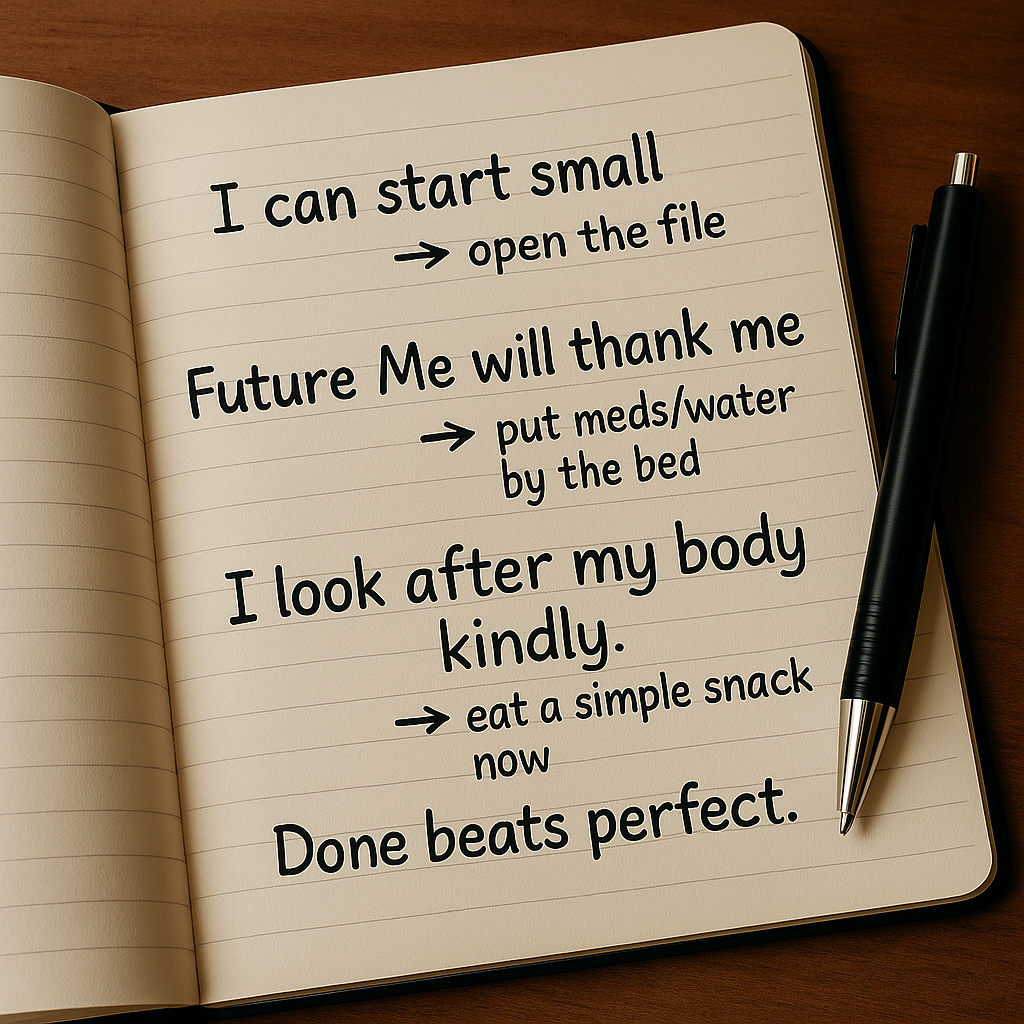 I can start small
→ open the file
Future Me will thank me
→ put meds/water
by the bed
I look after my body
kindly.
→ eat a simple snack
now
Done beats perfect.